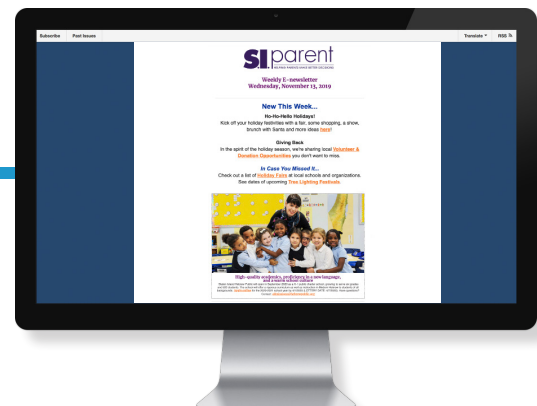 Subscribe Past Issues Translate RSS
S.I. parent
Weekly E-newsletter
Wednesday, November 13, 2019
New This Week...
Ho-Ho-Hello Holidays!
Kick off your holiday festivities with a fair, some shopping, a show,
brunch with Santa and more ideas here!
Giving Back
In the spirit of the holiday season, we're sharing local Volunteer &
Donation Opportunities you don't want to miss.
In Case You Missed It...
Check out a list of Holiday Fairs at local schools and organizations.
See dates of upcoming Tree Lighting Festivals.
High-quality academics, proficiency in a new language,
and a warm school culture